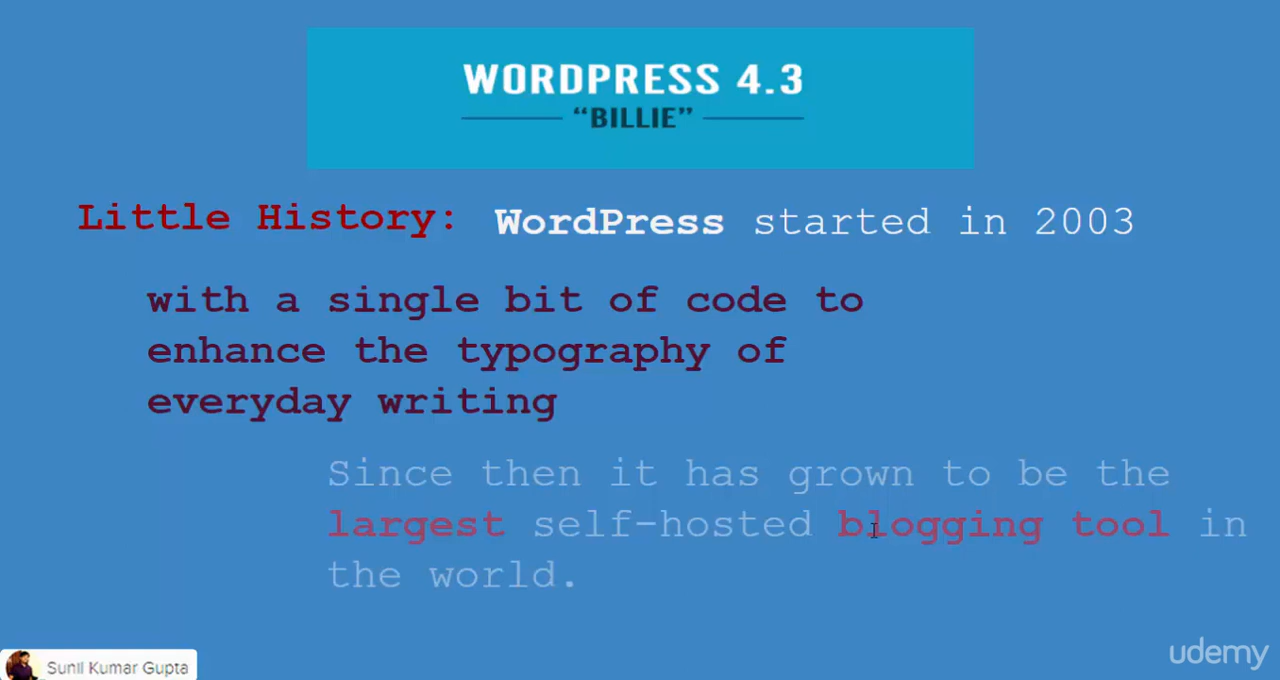 WORDPRESS 4.3
“BILLIE”
Little History: WordPress started in 2003
with a single bit of code to
enhance the typography of
everyday writing
Since then it has grown to be the
largest self-hosted blogging tool in
the world.
Sunil Kumar Gupta
udemy